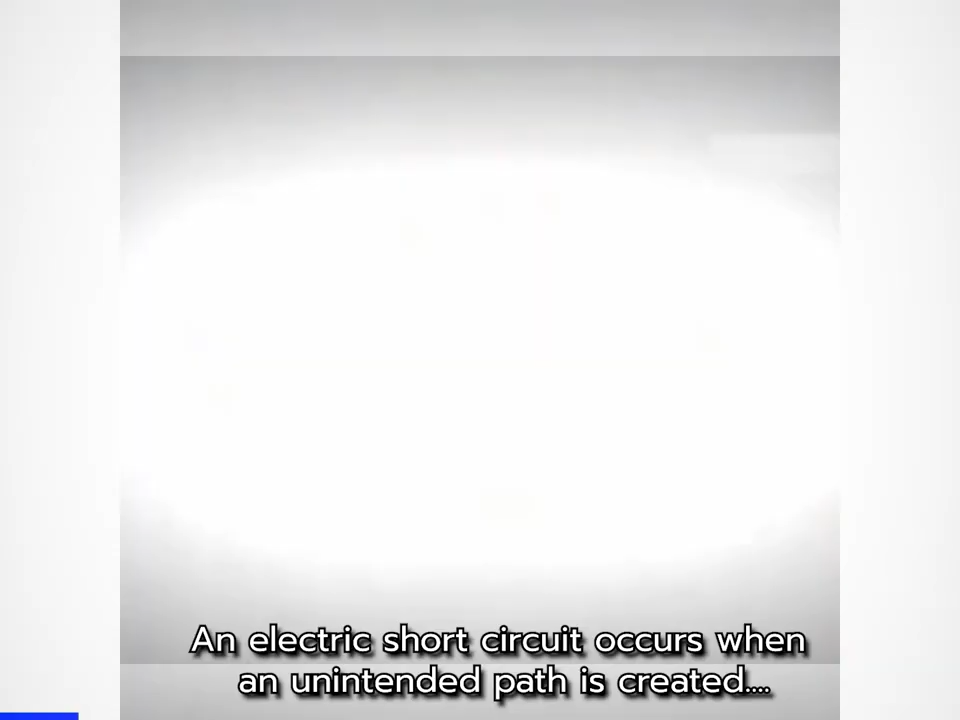 An electric short circuit occurs when
an unintended path is created....